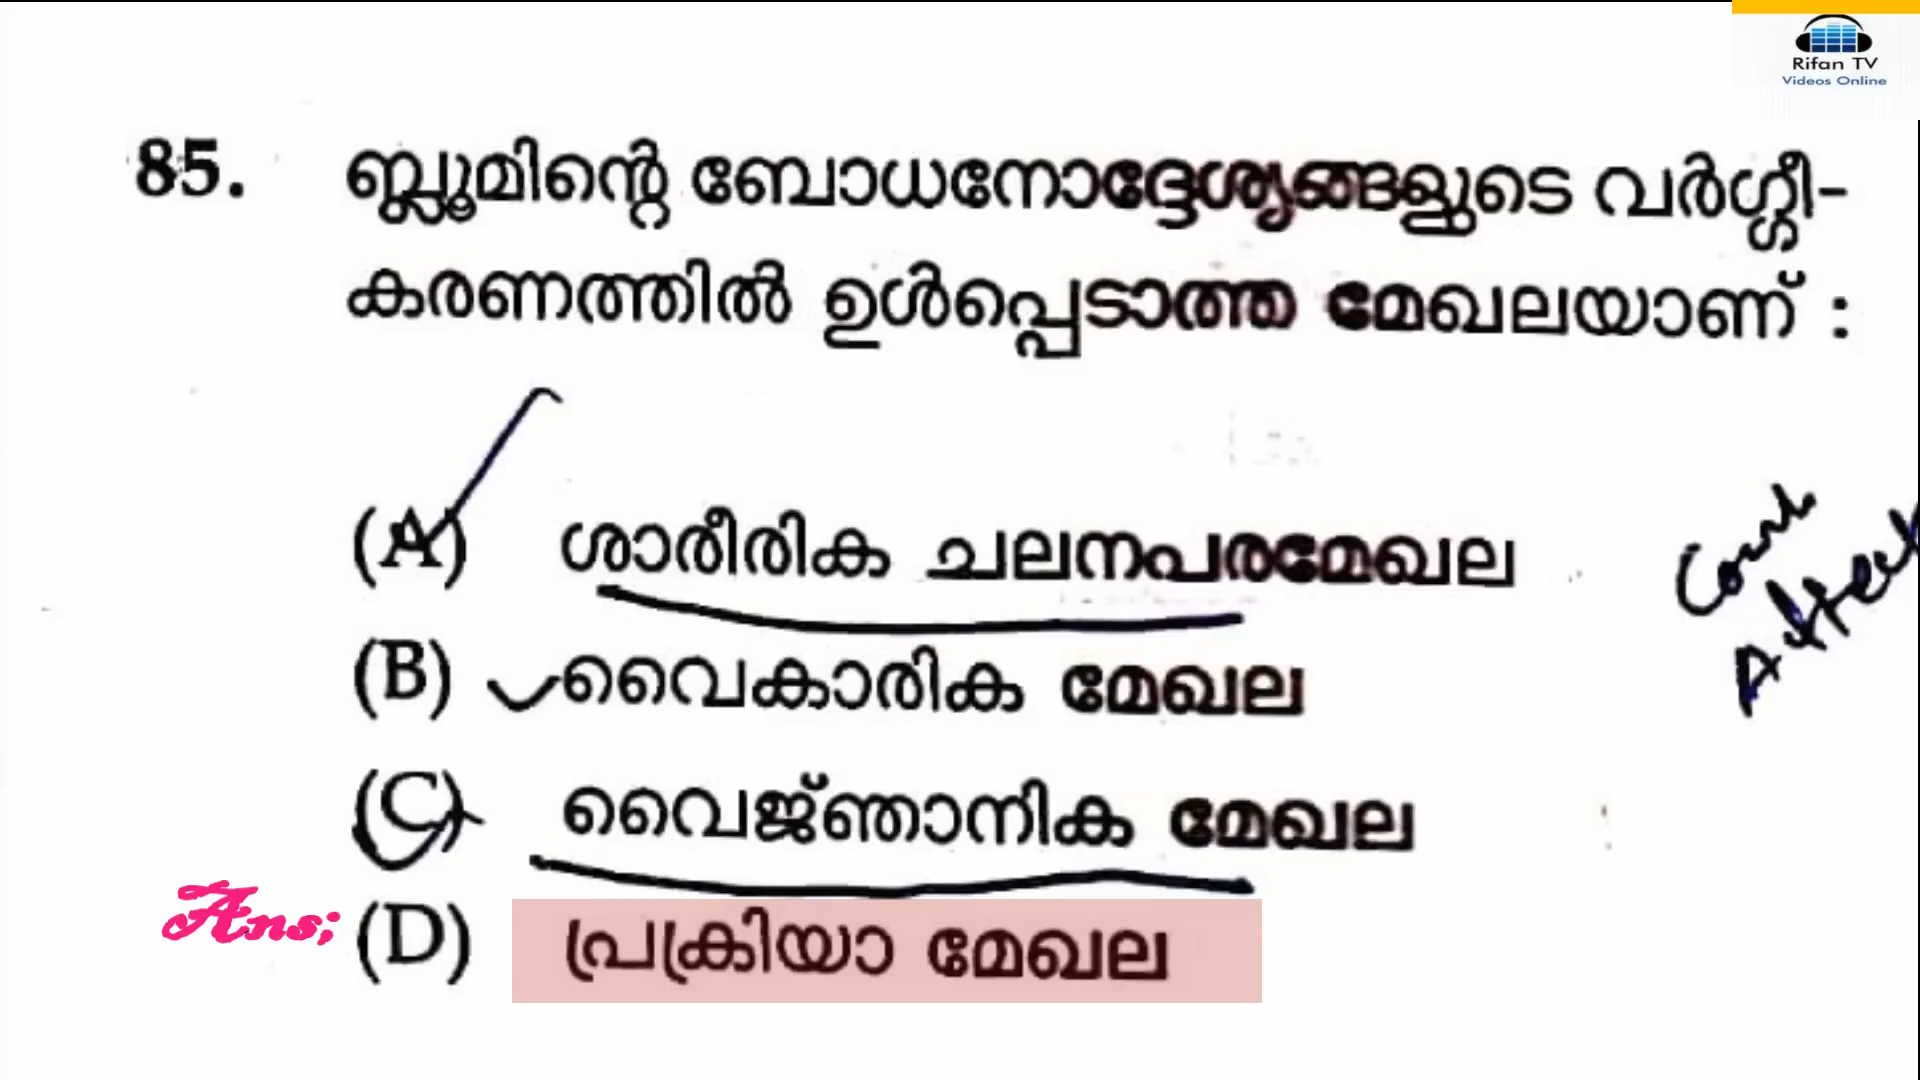 Rifan TV
Videos Online
85. ബ്ലൂമിന്റെ ബോധനോദ്ദേശ്യങ്ങളുടെ വർഗ്ഗീ-
കരണത്തിൽ ഉൾപ്പെടാത്ത മേഖലയാണ് :
(A) ശാരീരിക ചലനപരമേഖല
(B) വൈകാരിക മേഖല
(C) വൈജ്ഞാനിക മേഖല
Ans; (D) പ്രക്രിയാ മേഖല